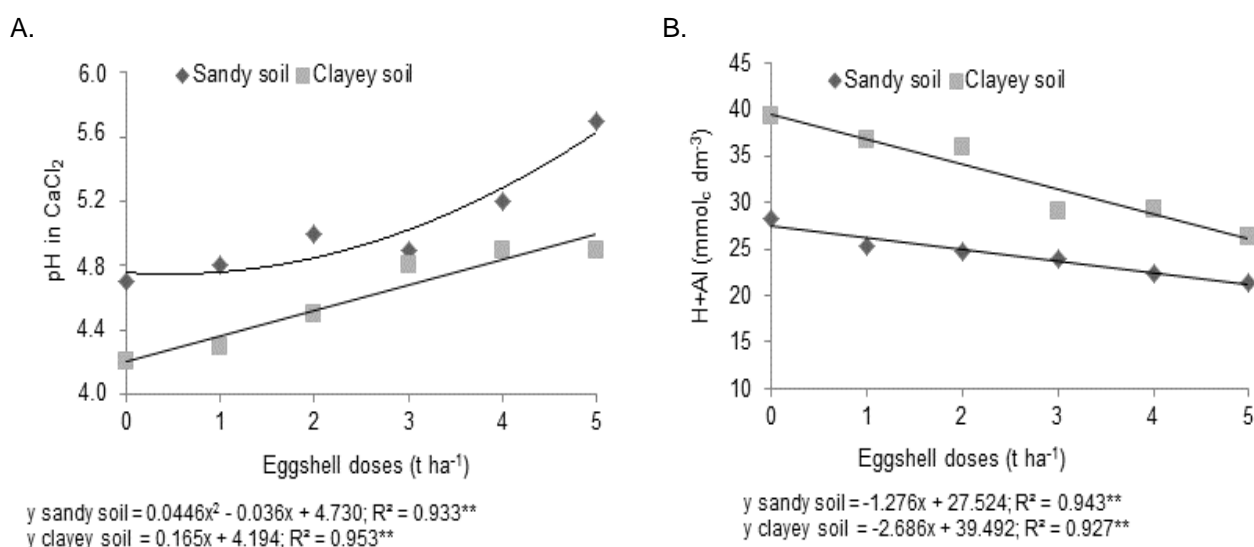 A.
B.
Sandy soil Clayey soil
6.0
5.6
5.2
4.8
4.4
4.0
pH in CaCl₂
0 1 2 3 4 5
Eggshell doses (t ha⁻¹)
y sandy soil = 0.0446x² - 0.036x + 4.730; R² = 0.933**
y clayey soil = 0.165x + 4.194; R² = 0.953**
Sandy soil Clayey soil
45
40
35
30
25
20
15
10
H+Al (mmol꜀ dm⁻³)
0 1 2 3 4 5
Eggshell doses (t ha⁻¹)
y sandy soil = -1.276x + 27.524; R² = 0.943**
y clayey soil = -2.686x + 39.492; R² = 0.927**